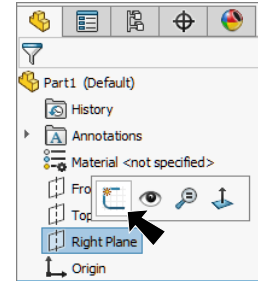 Part1 (Default)
History
Annotations
Material <not specified>
Fro
Top
Right Plane
Origin